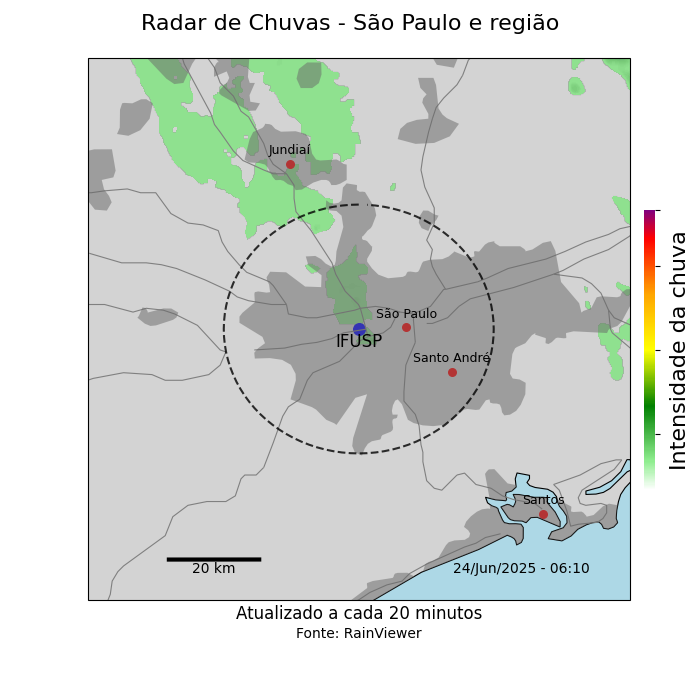 Radar de Chuvas - São Paulo e região
Jundiaí
São Paulo
IFUSP
Santo André
Santos
20 km
24/Jun/2025 - 06:10
Intensidade da chuva
Atualizado a cada 20 minutos
Fonte: RainViewer